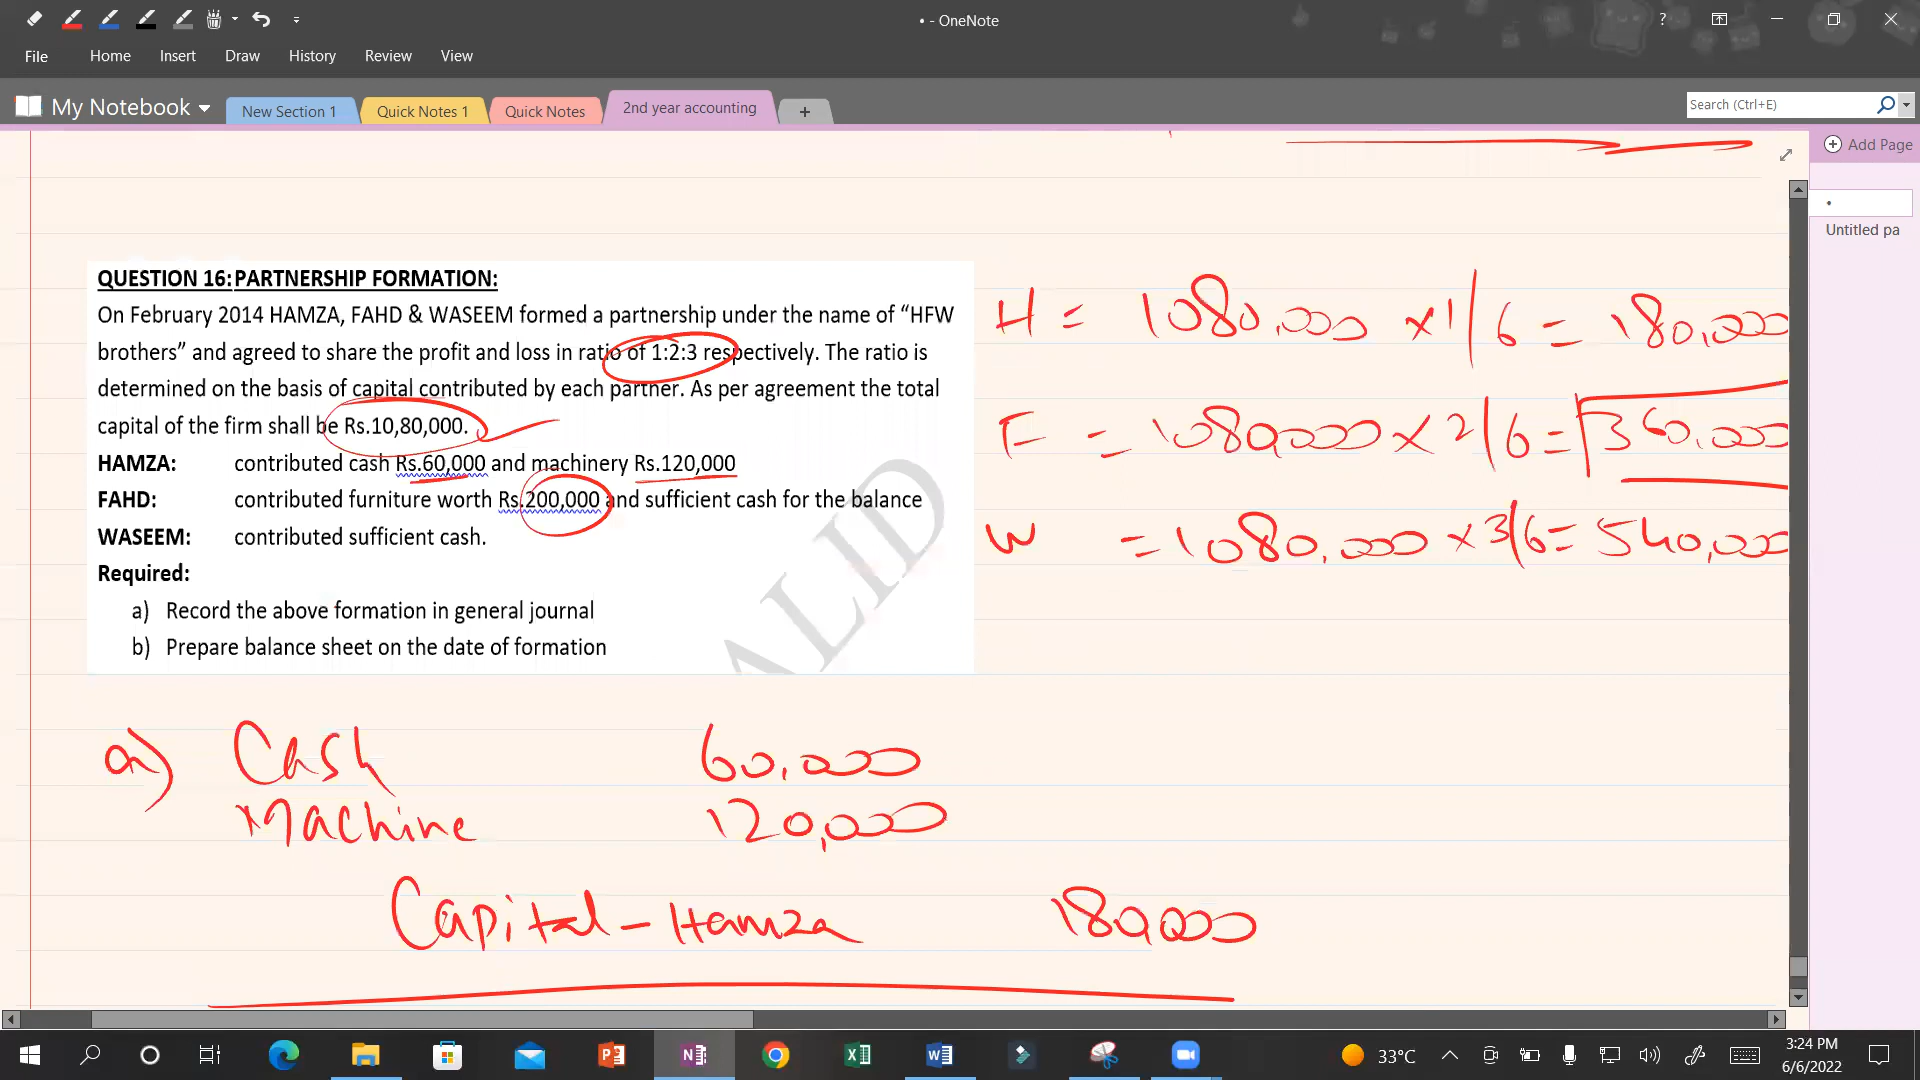 • - OneNote
?
File Home Insert Draw History Review View
My Notebook New Section 1 Quick Notes 1 Quick Notes 2nd year accounting +
Search (Ctrl+E)
Add Page
•
Untitled pa
QUESTION 16: PARTNERSHIP FORMATION:
On February 2014 HAMZA, FAHD & WASEEM formed a partnership under the name of “HFW
brothers” and agreed to share the profit and loss in ratio of 1:2:3 respectively. The ratio is
determined on the basis of capital contributed by each partner. As per agreement the total
capital of the firm shall be Rs.10,80,000.
HAMZA: contributed cash Rs.60,000 and machinery Rs.120,000
FAHD: contributed furniture worth Rs.200,000 and sufficient cash for the balance
WASEEM: contributed sufficient cash.
Required:
a) Record the above formation in general journal
b) Prepare balance sheet on the date of formation
ALID
H = 1080,000 x 1/6 = 180,000
F = 1080,000 x 2/6 = 360,000
W = 1080,000 x 3/6 = 540,000
a) Cash 60,000
Machine 120,000
Capital - Hamza 180,000
33°C
3:24 PM
6/6/2022